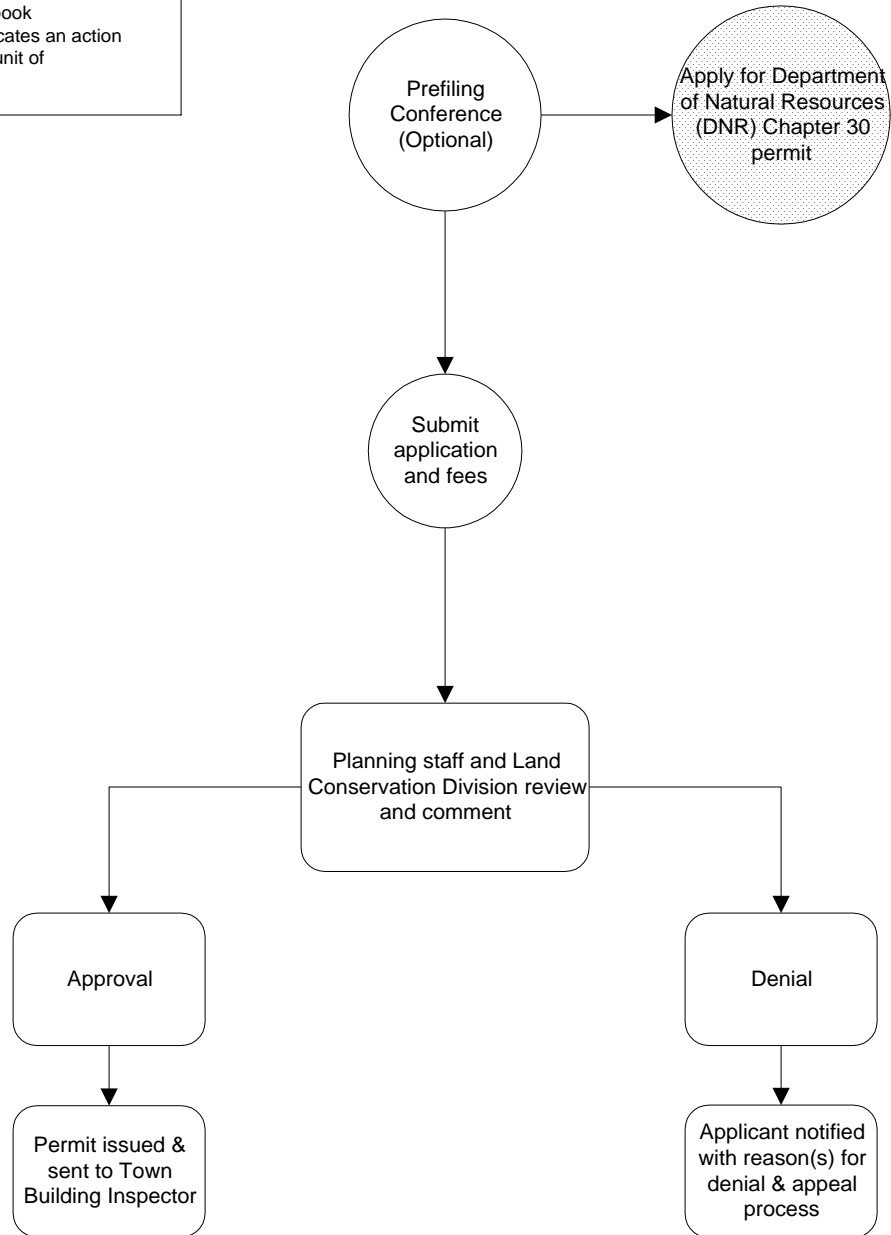 cates an action
unit of
Prefiling
Conference
(Optional)
Apply for Department
of Natural Resources
(DNR) Chapter 30
permit
Submit
application
and fees
Planning staff and Land
Conservation Division review
and comment
Approval
Denial
Permit issued &
sent to Town
Building Inspector
Applicant notified
with reason(s) for
denial & appeal
process